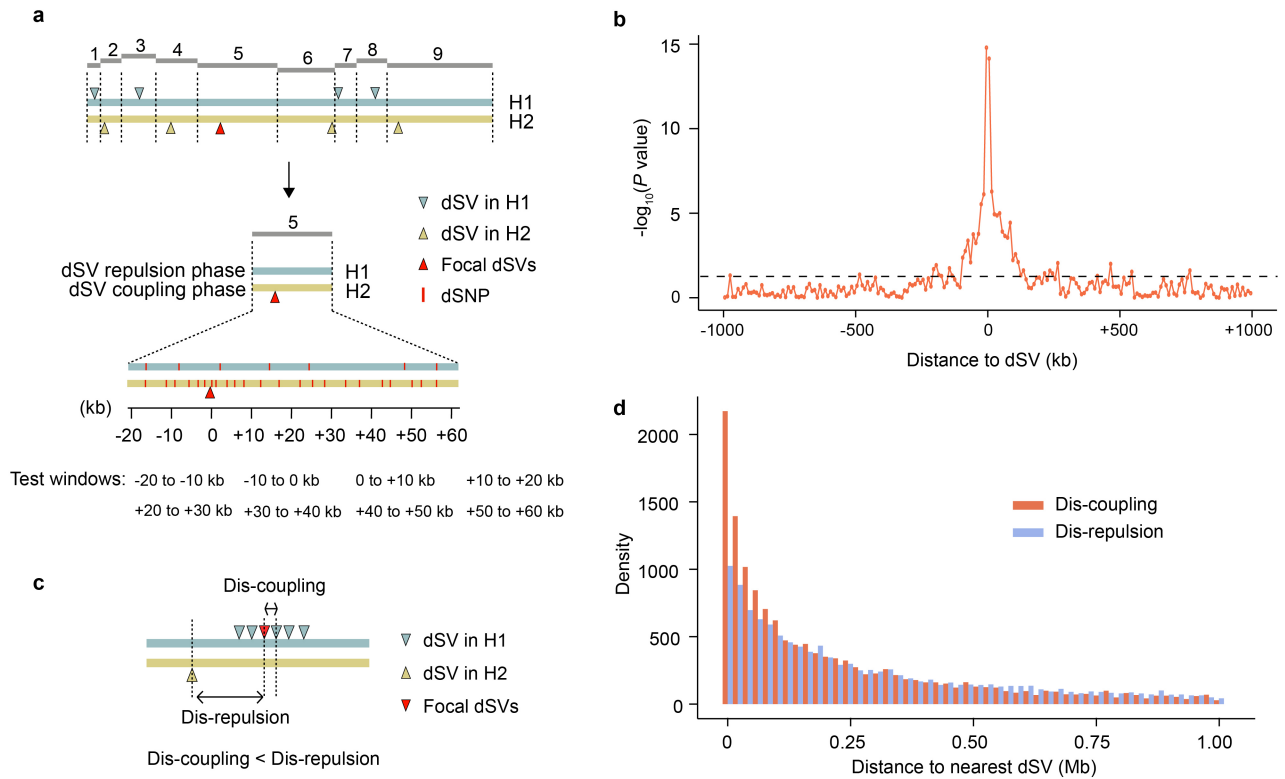 a
1 2 3 4 5 6 7 8 9
H1
H2
5
dSV repulsion phase H1
dSV coupling phase H2
dSV in H1
dSV in H2
Focal dSVs
dSNP
(kb)
-20 -10 0 +10 +20 +30 +40 +50 +60
Test windows: -20 to -10 kb -10 to 0 kb 0 to +10 kb +10 to +20 kb
+20 to +30 kb +30 to +40 kb +40 to +50 kb +50 to +60 kb
b
-log10(P value)
15
10
5
0
-1000 -500 0 +500 +1000
Distance to dSV (kb)
c
Dis-coupling
Dis-repulsion
dSV in H1
dSV in H2
Focal dSVs
Dis-coupling < Dis-repulsion
d
Density
2000
1500
1000
500
0
Dis-coupling
Dis-repulsion
0 0.25 0.50 0.75 1.00
Distance to nearest dSV (Mb)